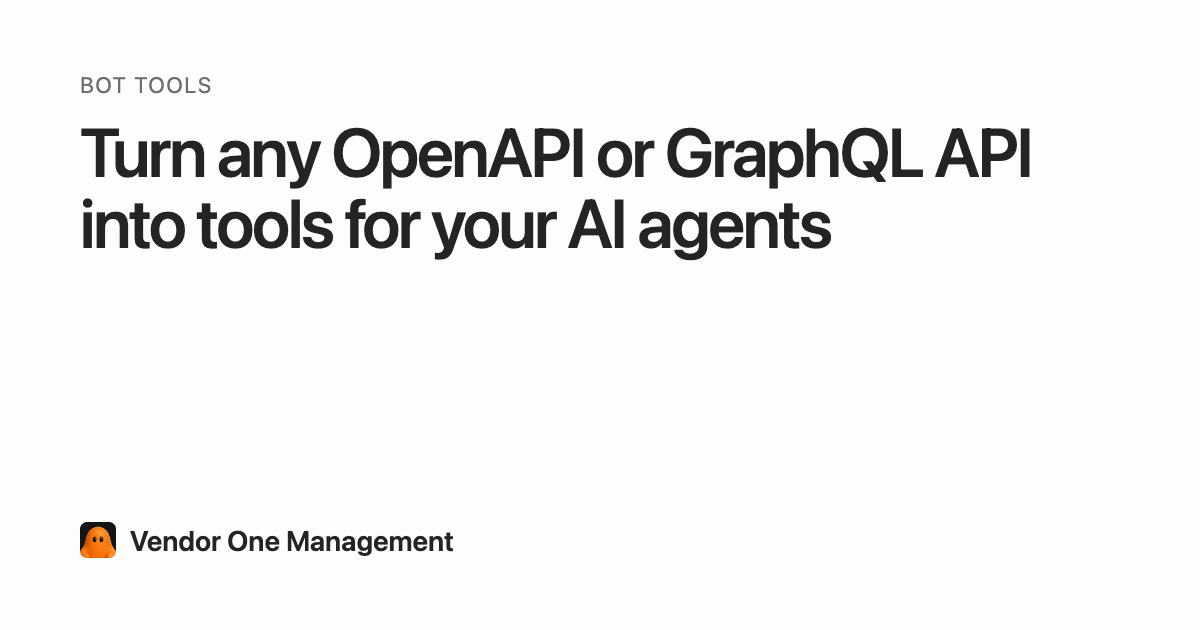 BOT TOOLS
Turn any OpenAPI or GraphQL API
into tools for your AI agents
Vendor One Management